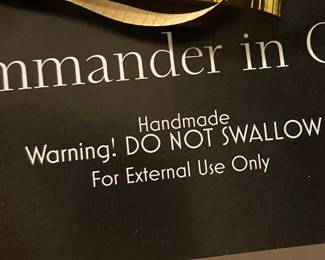 mmander in C
Handmade
Warning! DO NOT SWALLOW
For External Use Only